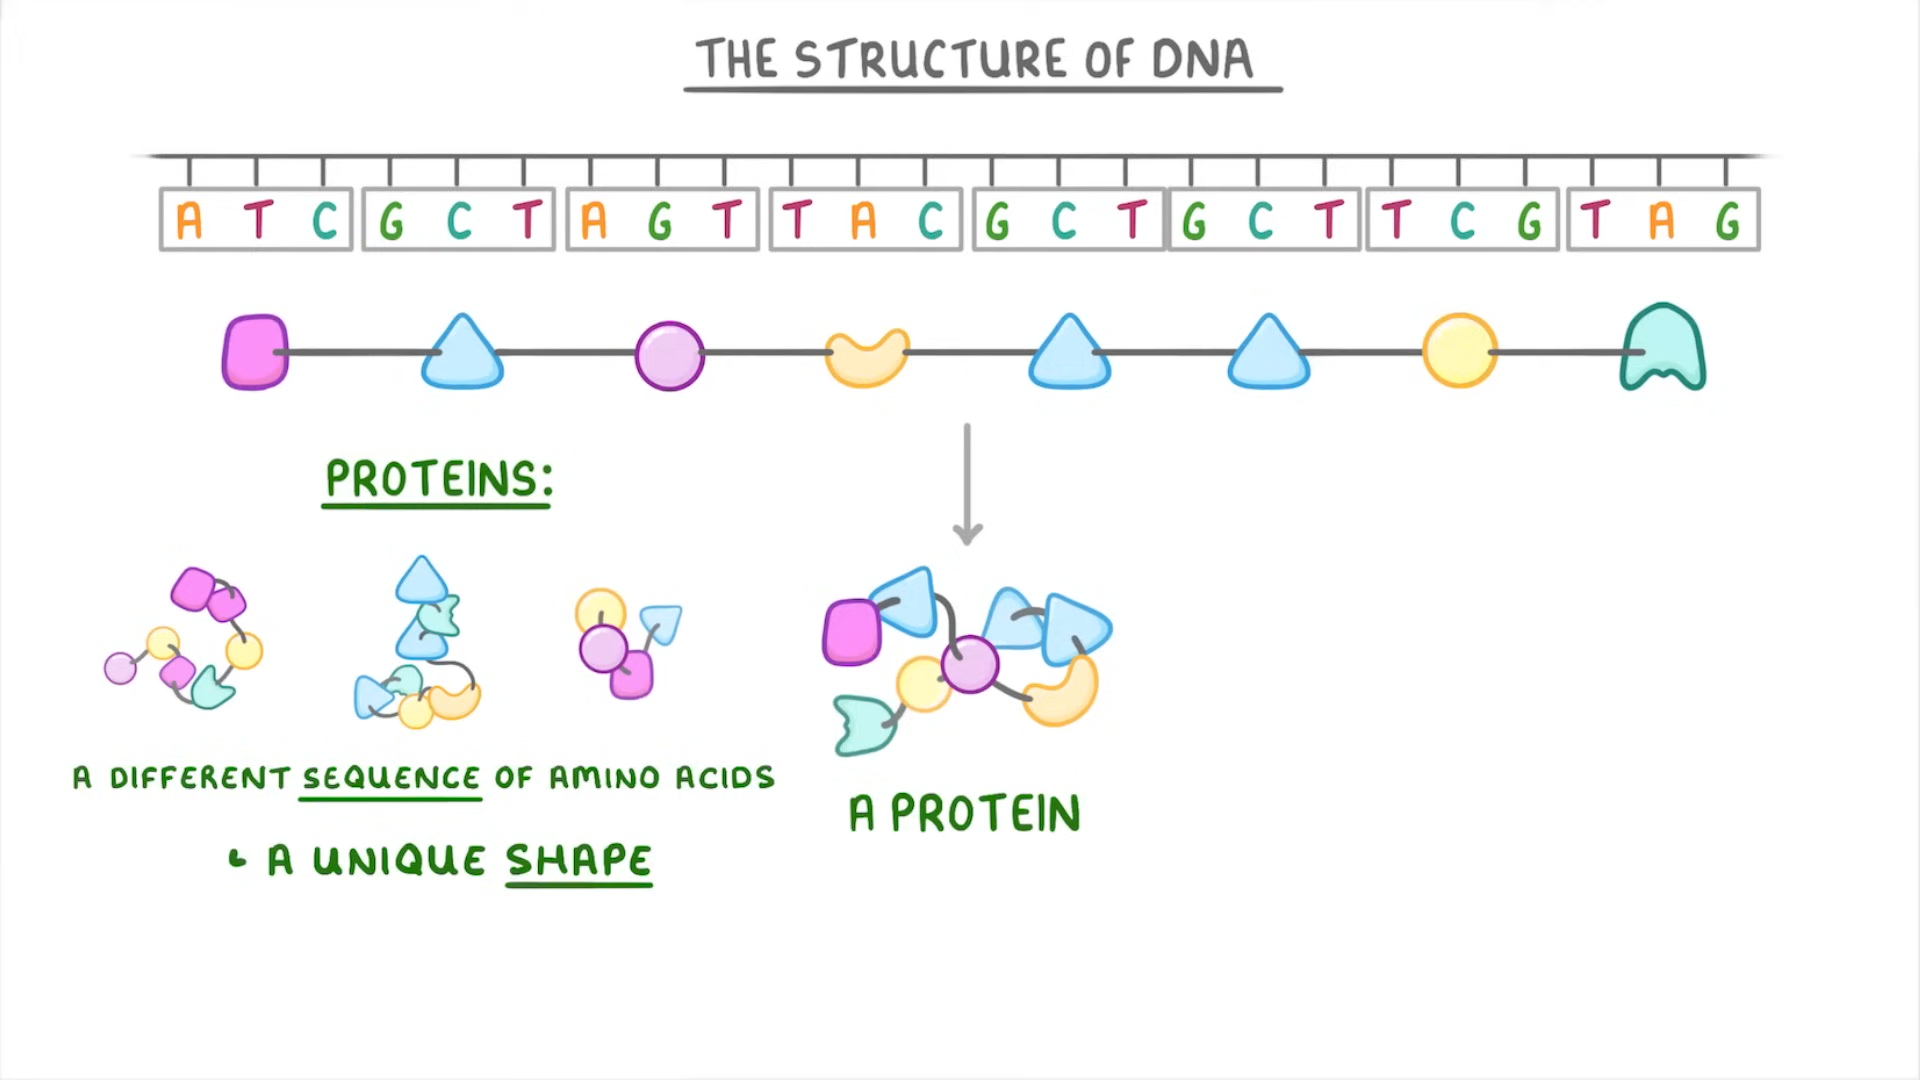 THE STRUCTURE OF DNA
A T C G C T A G T T A C G C T G C T T C G T A G
PROTEINS:
A DIFFERENT SEQUENCE OF AMINO ACIDS
A UNIQUE SHAPE
A PROTEIN